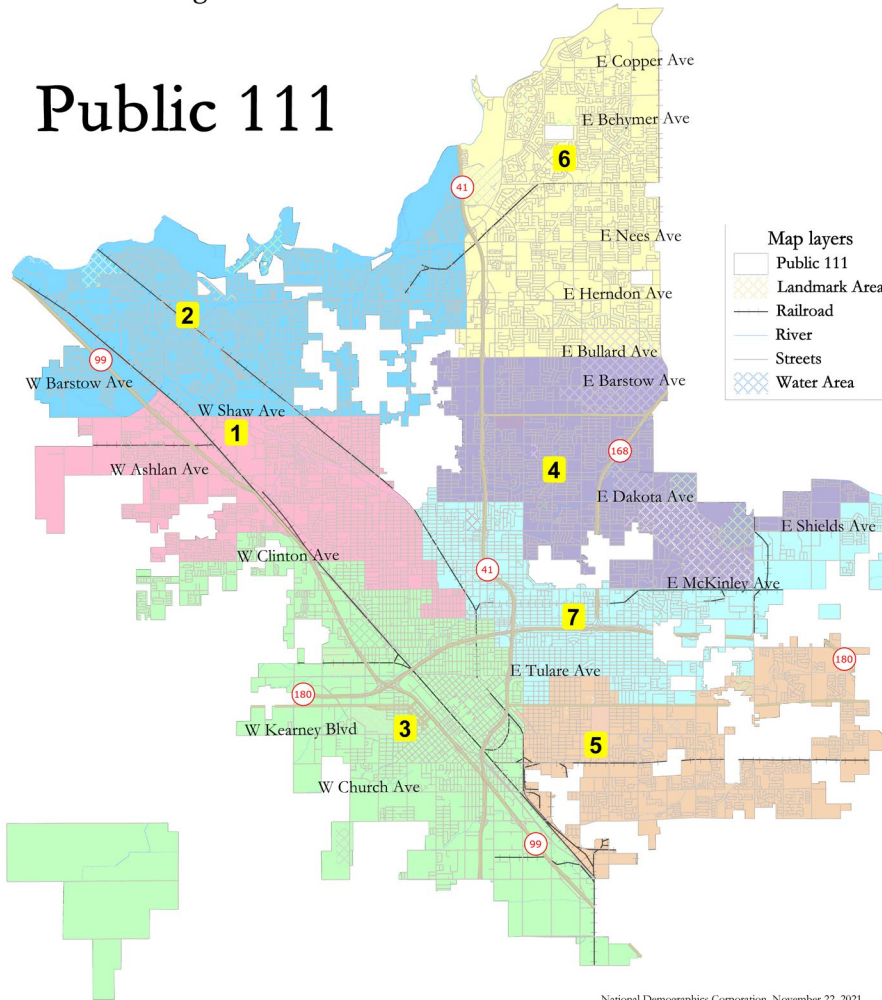 Public 111
E Copper Ave
E Behymer Ave
6
41
E Nees Ave
Map layers
Public 111
Landmark Area
Railroad
River
Streets
Water Area
E Herndon Ave
2
E Bullard Ave
99
W Barstow Ave
E Barstow Ave
W Shaw Ave
1
168
W Ashlan Ave
4
E Dakota Ave
E Shields Ave
W Clinton Ave
41
E McKinley Ave
7
180
E Tulare Ave
180
W Kearney Blvd
3
5
W Church Ave
99
National Demographics Corporation, November 22, 2021